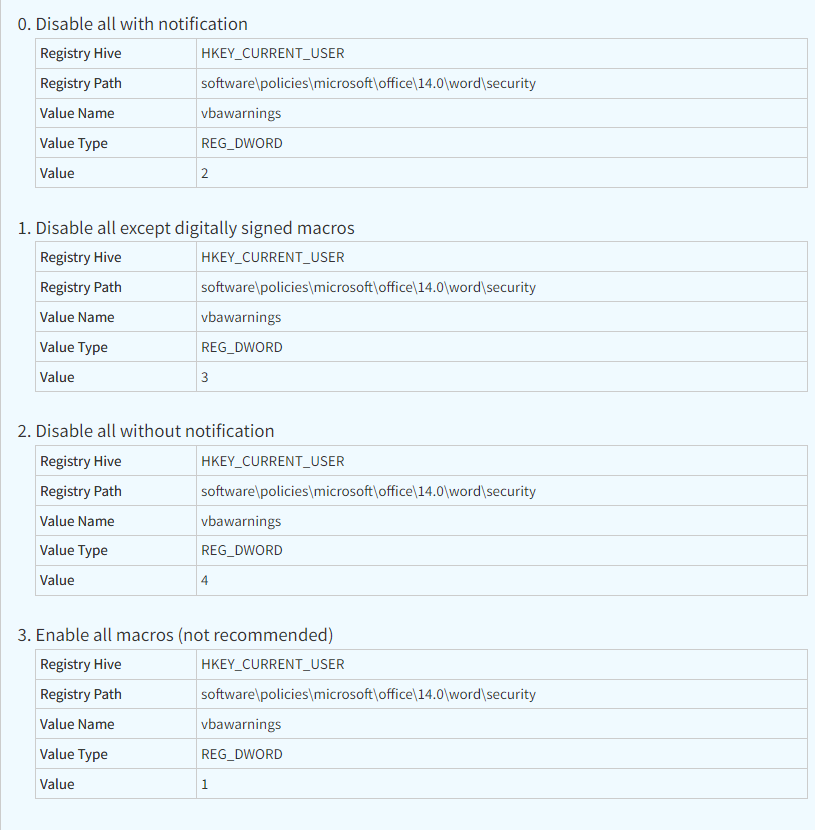 0. Disable all with notification
Registry Hive HKEY_CURRENT_USER
Registry Path software\policies\microsoft\office\14.0\word\security
Value Name vbawarnings
Value Type REG_DWORD
Value 2
1. Disable all except digitally signed macros
Registry Hive HKEY_CURRENT_USER
Registry Path software\policies\microsoft\office\14.0\word\security
Value Name vbawarnings
Value Type REG_DWORD
Value 3
2. Disable all without notification
Registry Hive HKEY_CURRENT_USER
Registry Path software\policies\microsoft\office\14.0\word\security
Value Name vbawarnings
Value Type REG_DWORD
Value 4
3. Enable all macros (not recommended)
Registry Hive HKEY_CURRENT_USER
Registry Path software\policies\microsoft\office\14.0\word\security
Value Name vbawarnings
Value Type REG_DWORD
Value 1